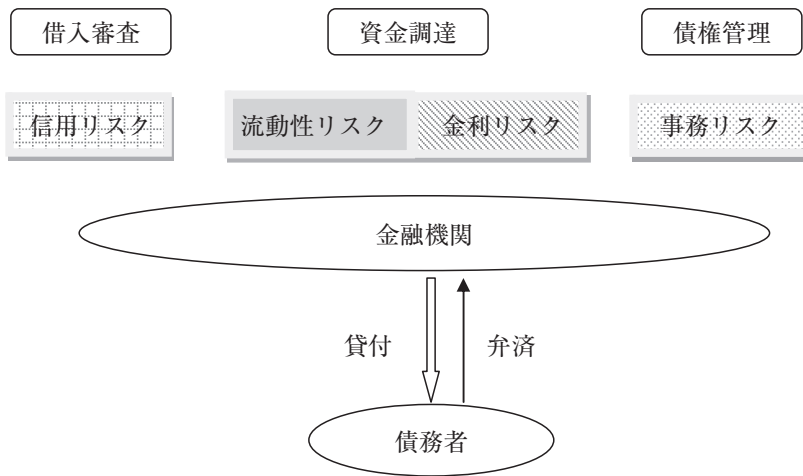 借入審査 資金調達 債権管理
信用リスク 流動性リスク 金利リスク 事務リスク
金融機関
貸付 弁済
債務者